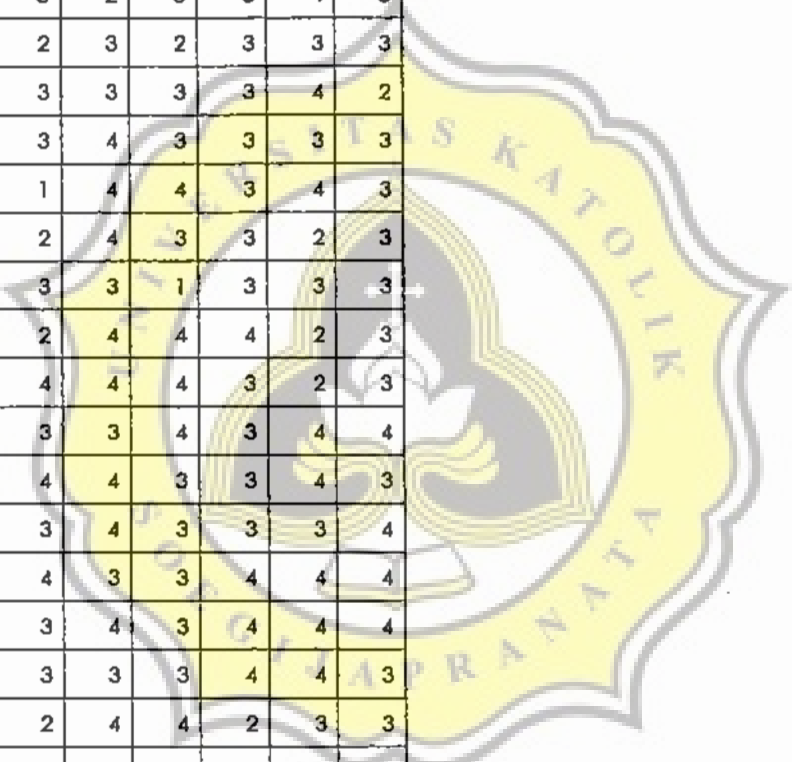 2 3 2 3 3 3
3 3 3 3 4 2
3 4 3 3 3 3
1 4 4 3 4 3
2 4 3 3 2 3
3 3 1 3 3 3
2 4 4 4 2 3
4 4 4 3 2 3
3 3 4 3 4 4
4 4 3 3 4 3
3 4 3 3 3 4
4 3 3 4 4 4
3 4 3 4 4 4
3 3 3 4 4 3
2 4 4 2 3 3
UNIVERSITAS KATOLIK
SOEGIJAPRANATA